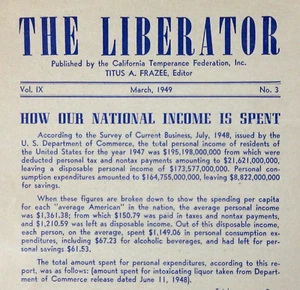 THE LIBERATOR
Published by the California Temperance Federation, Inc.
TITUS A. FRAZEE, Editor
Vol. IX March, 1949 No. 3
HOW OUR NATIONAL INCOME IS SPENT
According to the Survey of Current Business, July, 1948, issued by the
U. S. Department of Commerce, the total personal income of residents of
the United States for the year 1947 was $195,198,000,000 from which were
deducted personal tax and nontax payments amounting to $21,621,000,000,
leaving a disposable personal income of $173,577,000,000. Personal con-
sumption expenditures amounted to $164,755,000,000, leaving $8,822,000,000
for savings.
When these figures are broken down to show the spending per capita
for each "average American" in the nation, the average personal income
was $1,361.38; from which $150.79 was paid in taxes and nontax payments,
and $1,210.59 was left as disposable income. Out of this disposable income,
each person, on the average, spent $1,149.06 in personal consumption ex-
penditures, including $67.23 for alcoholic beverages, and had left for per-
sonal savings $61.53.
The total amount spent for personal expenditures, according to this re-
port, was as follows: (amount spent for intoxicating liquor taken from Depart-
ment of Commerce release dated June 11, 1948).